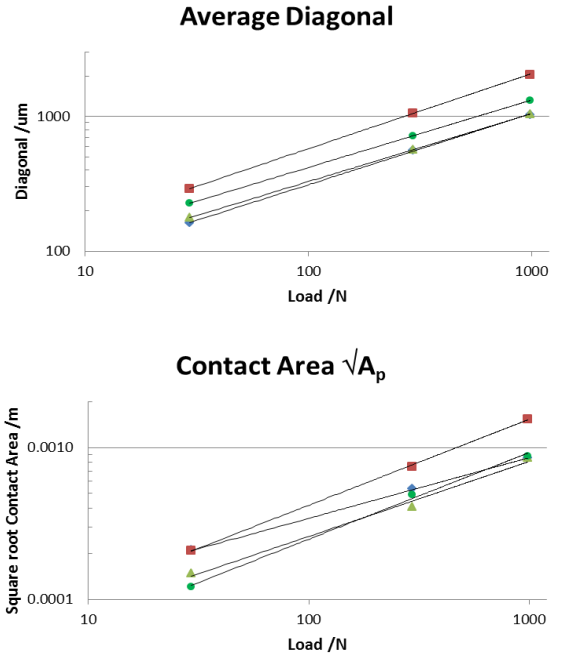 Average Diagonal
Diagonal /um
1000
100
10
100
1000
Load /N
Contact Area √Ap
Square root Contact Area /m
0.0010
0.0001
10
100
1000
Load /N